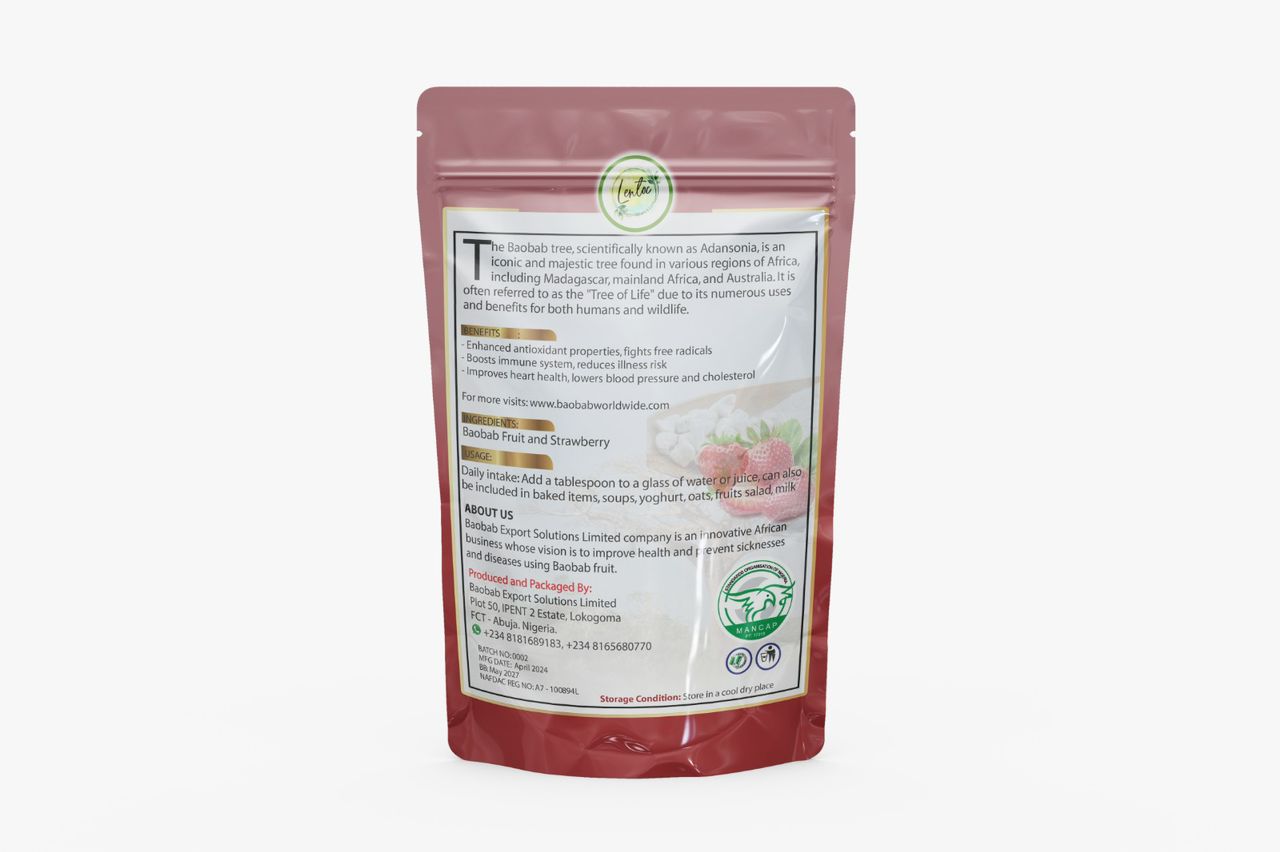 Lentoc
The Baobab tree, scientifically known as Adansonia, is an
iconic and majestic tree found in various regions of Africa,
including Madagascar, mainland Africa, and Australia. It is
often referred to as the "Tree of Life" due to its numerous uses
and benefits for both humans and wildlife.
BENEFITS :
- Enhanced antioxidant properties, fights free radicals
- Boosts immune system, reduces illness risk
- Improves heart health, lowers blood pressure and cholesterol
For more visits: www.baobabworldwide.com
INGREDIENTS:
Baobab Fruit and Strawberry
USAGE:
Daily intake: Add a tablespoon to a glass of water or juice, can also
be included in baked items, soups, yoghurt, oats, fruits salad, milk
ABOUT US
Baobab Export Solutions Limited company is an innovative African
business whose vision is to improve health and prevent sicknesses
and diseases using Baobab fruit.
Produced and Packaged By:
Baobab Export Solutions Limited
Plot 50, IPENT 2 Estate, Lokogoma
FCT - Abuja. Nigeria.
+234 8181689183, +234 8165680770
BATCH NO: 0002
MFG DATE: April 2024
BB: May 2027
NAFDAC REG NO: A7 - 100894L
STANDARDS ORGANISATION OF NIGERIA
MANCAP
Storage Condition: Store in a cool dry place